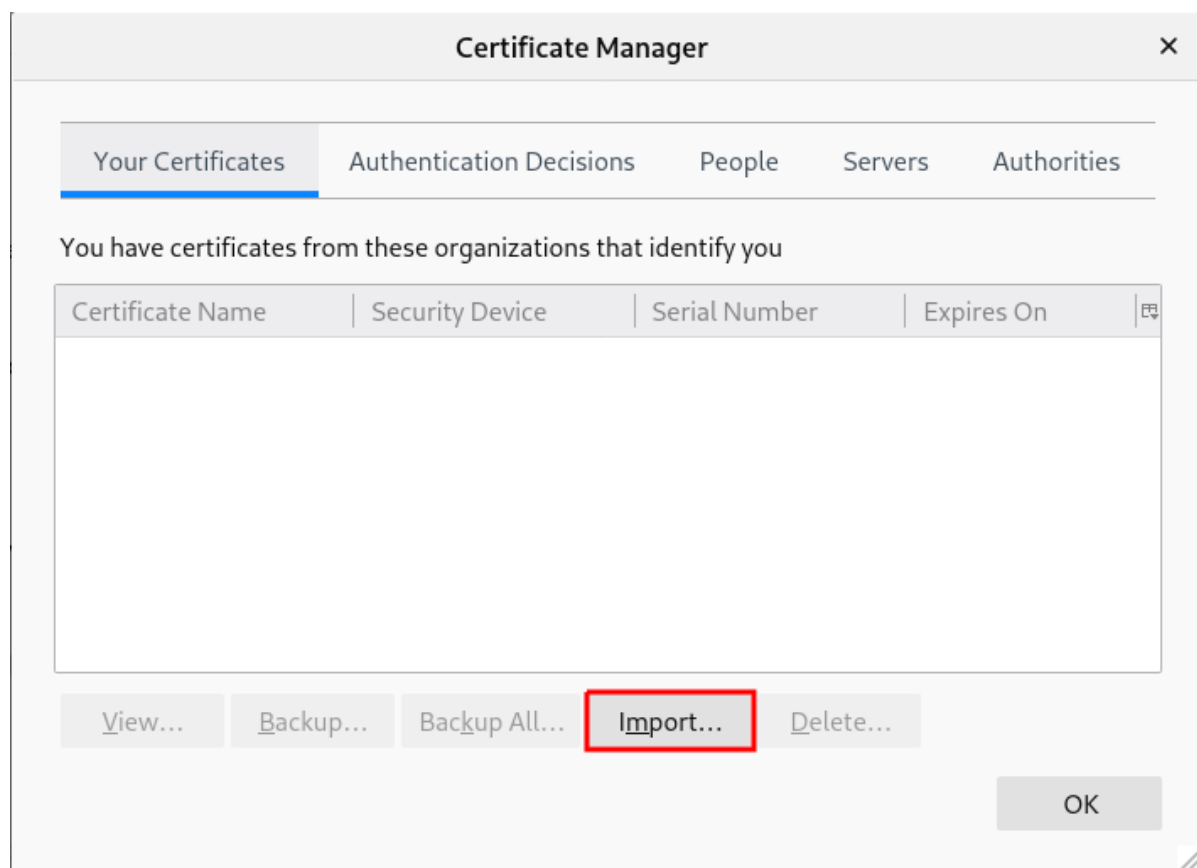 Certificate Manager
Your Certificates Authentication Decisions People Servers Authorities
You have certificates from these organizations that identify you
Certificate Name Security Device Serial Number Expires On
View... Backup... Backup All... Import... Delete...
OK